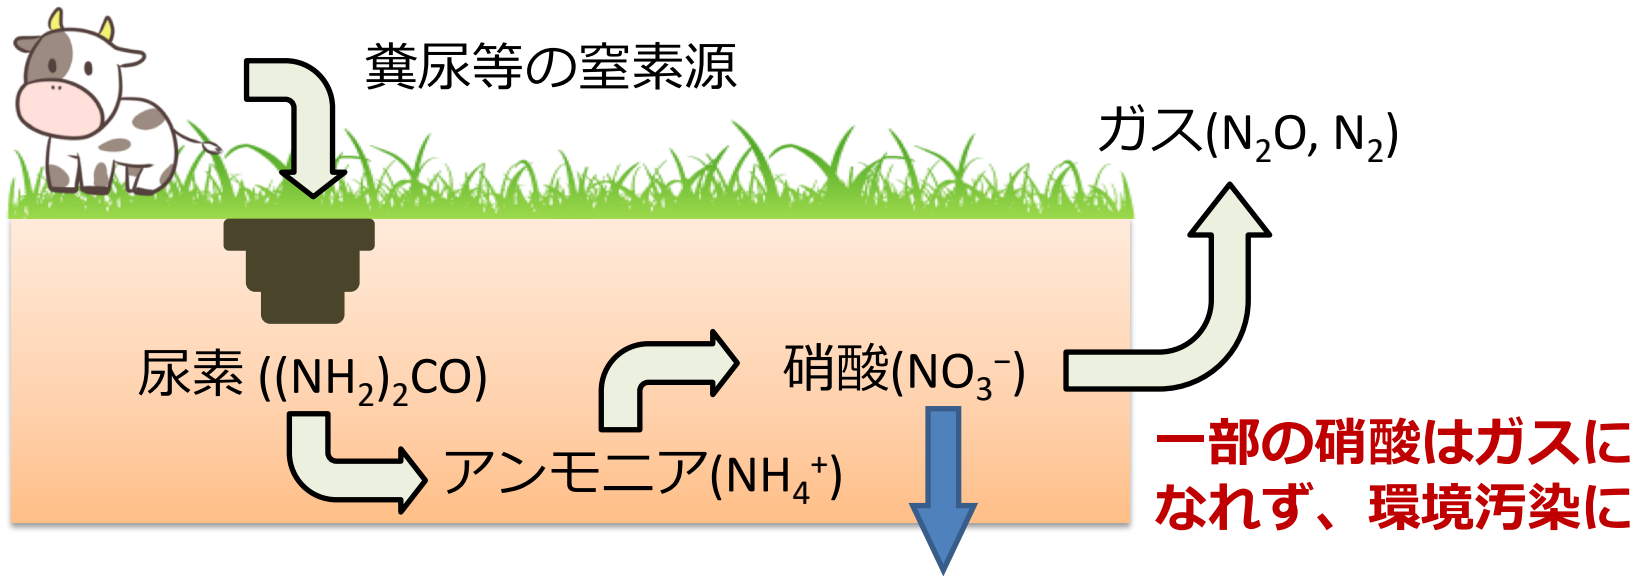 糞尿等の窒素源
ガス(N₂O, N₂)
尿素 ((NH₂)₂CO)
硝酸(NO₃⁻)
アンモニア(NH₄⁺)
一部の硝酸はガスに
なれず、環境汚染に